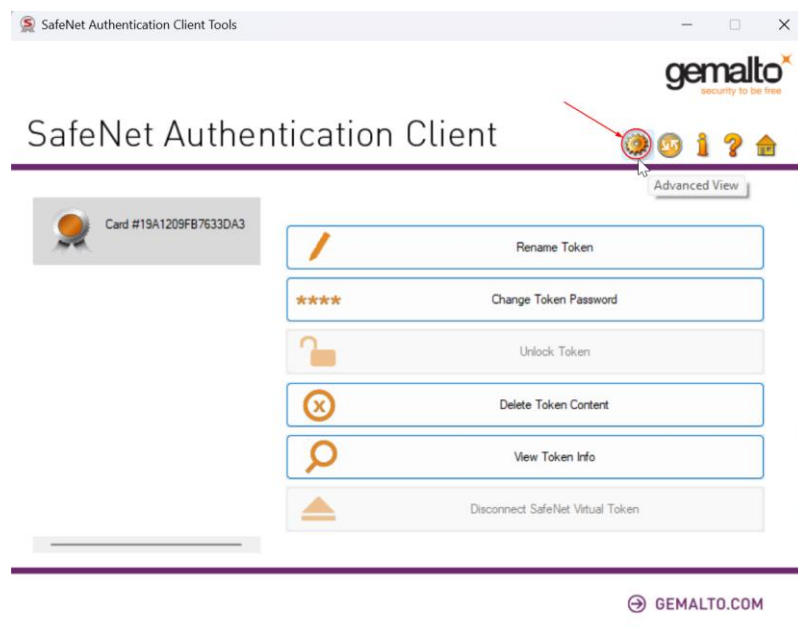 SafeNet Authentication Client Tools
gemalto
security to be free
SafeNet Authentication Client
Advanced View
Card #19A1209FB7633DA3
Rename Token
**** Change Token Password
Unlock Token
Delete Token Content
View Token Info
Disconnect SafeNet Virtual Token
GEMALTO.COM